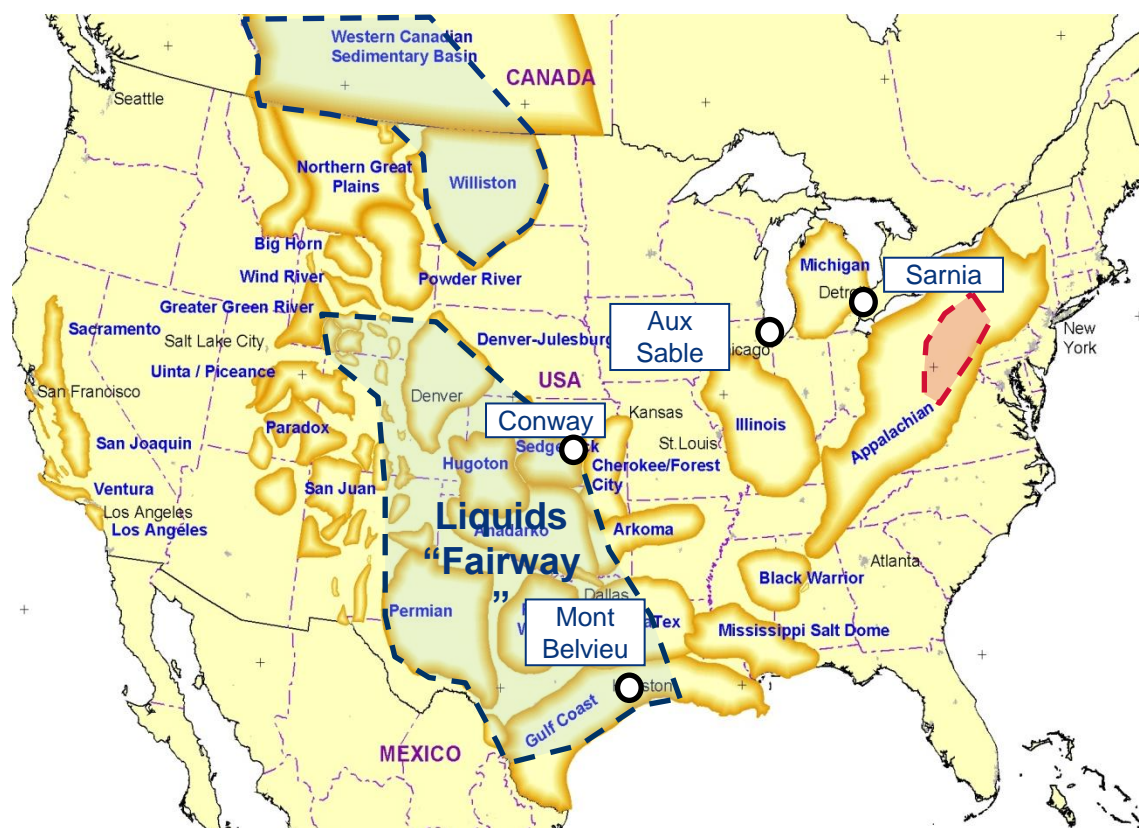 Western Canadian
Sedimentary Basin
CANADA
Seattle
Northern Great
Plains
Williston
Big Horn
Wind River
Powder River
Michigan
Sarnia
Greater Green River
Aux
Sable
Sacramento
Salt Lake City
Denver-Julesburg
New
York
Uinta / Piceance
USA
San Francisco
Denver
Conway
Kansas
Illinois
Appalachian
Paradox
St.Louis
San Joaquin
Hugoton
Cherokee/Forest
City
Ventura
San Juan
Los Angeles
Los Angéles
Liquids
Anadarko
Arkoma
“Fairway
”
Atlanta
Black Warrior
Dallas
Permian
Mont
Belvieu
Mississippi Salt Dome
Gulf Coast
MEXICO